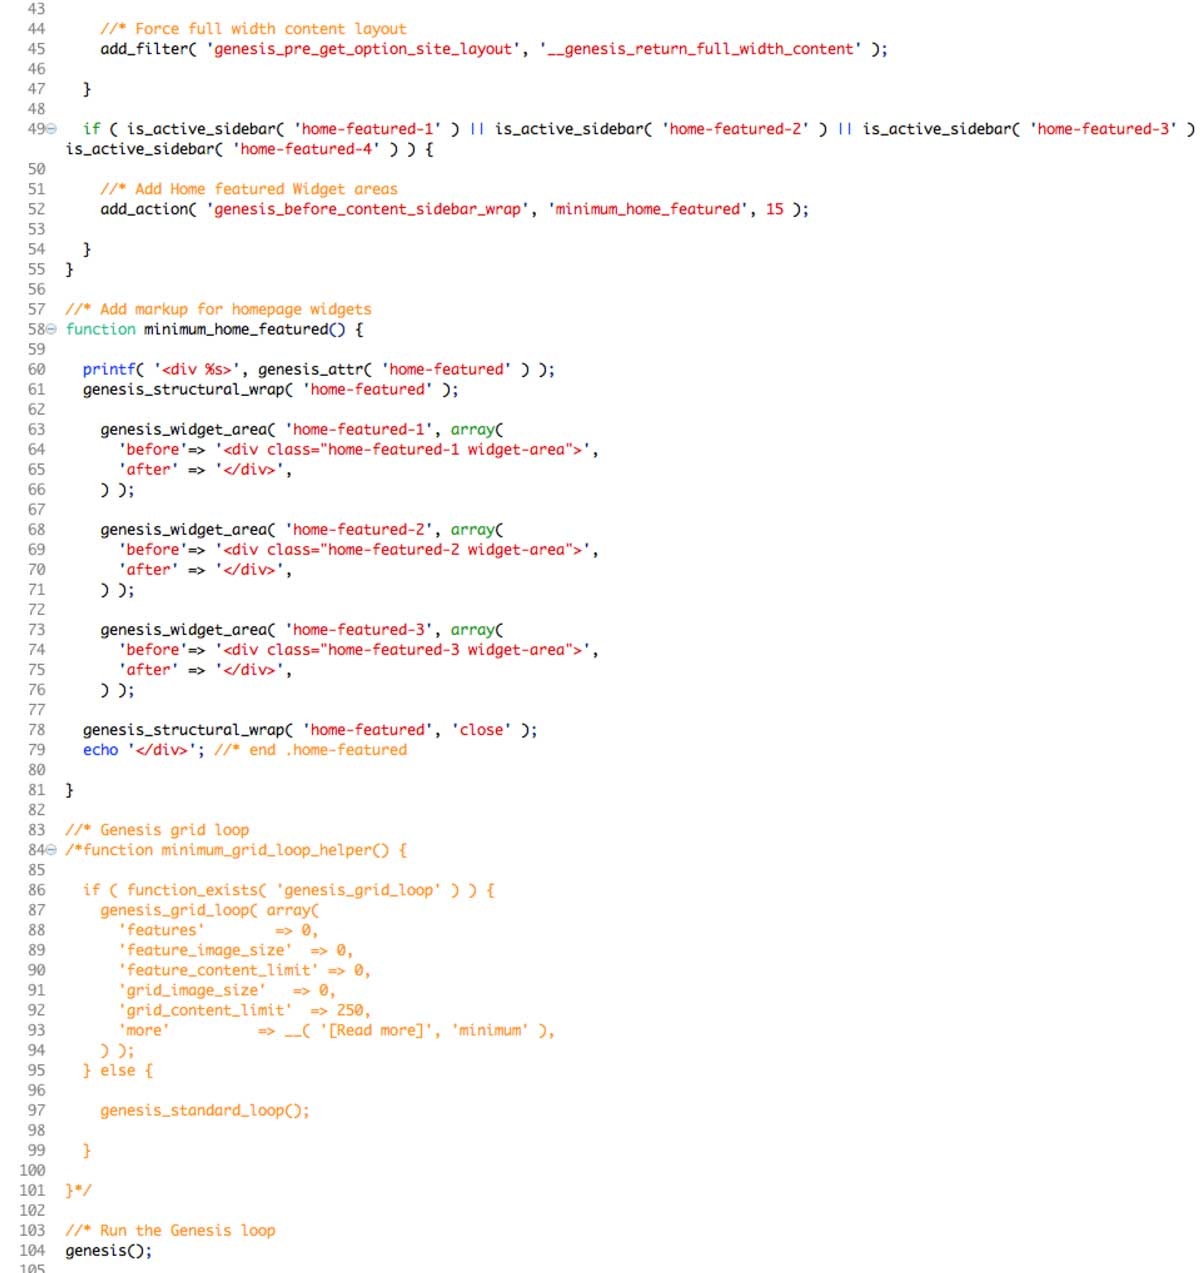 43
44 //* Force full width content layout
45 add_filter( 'genesis_pre_get_option_site_layout', '__genesis_return_full_width_content' );
46
47 }
48
49 if ( is_active_sidebar( 'home-featured-1' ) || is_active_sidebar( 'home-featured-2' ) || is_active_sidebar( 'home-featured-3' )
is_active_sidebar( 'home-featured-4' ) ) {
50
51 //* Add Home featured Widget areas
52 add_action( 'genesis_before_content_sidebar_wrap', 'minimum_home_featured', 15 );
53
54 }
55 }
56
57 //* Add markup for homepage widgets
58 function minimum_home_featured() {
59
60 printf( '<div %s>', genesis_attr( 'home-featured' ) );
61 genesis_structural_wrap( 'home-featured' );
62
63 genesis_widget_area( 'home-featured-1', array(
64 'before'=> '<div class="home-featured-1 widget-area">',
65 'after' => '</div>',
66 ) );
67
68 genesis_widget_area( 'home-featured-2', array(
69 'before'=> '<div class="home-featured-2 widget-area">',
70 'after' => '</div>',
71 ) );
72
73 genesis_widget_area( 'home-featured-3', array(
74 'before'=> '<div class="home-featured-3 widget-area">',
75 'after' => '</div>',
76 ) );
77
78 genesis_structural_wrap( 'home-featured', 'close' );
79 echo '</div>'; //* end .home-featured
80
81 }
82
83 //* Genesis grid loop
84 /*function minimum_grid_loop_helper() {
85
86 if ( function_exists( 'genesis_grid_loop' ) ) {
87 genesis_grid_loop( array(
88 'features' => 0,
89 'feature_image_size' => 0,
90 'feature_content_limit' => 0,
91 'grid_image_size' => 0,
92 'grid_content_limit' => 250,
93 'more' => __( '[Read more]', 'minimum' ),
94 ) );
95 } else {
96
97 genesis_standard_loop();
98
99 }
100
101 }*/
102
103 //* Run the Genesis loop
104 genesis();
105